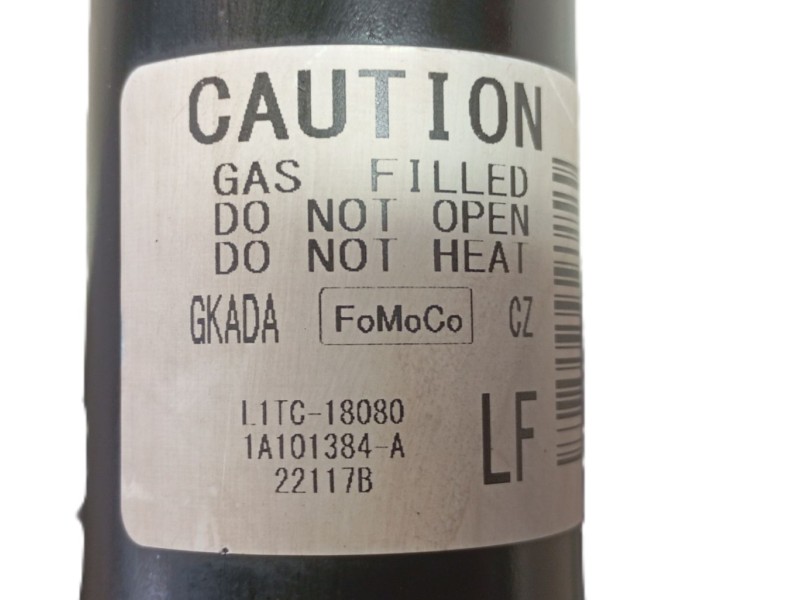 CAUTION
GAS FILLED
DO NOT OPEN
DO NOT HEAT
GKADA FoMoCo CZ
L1TC-18080
1A101384-A
22117B
LF